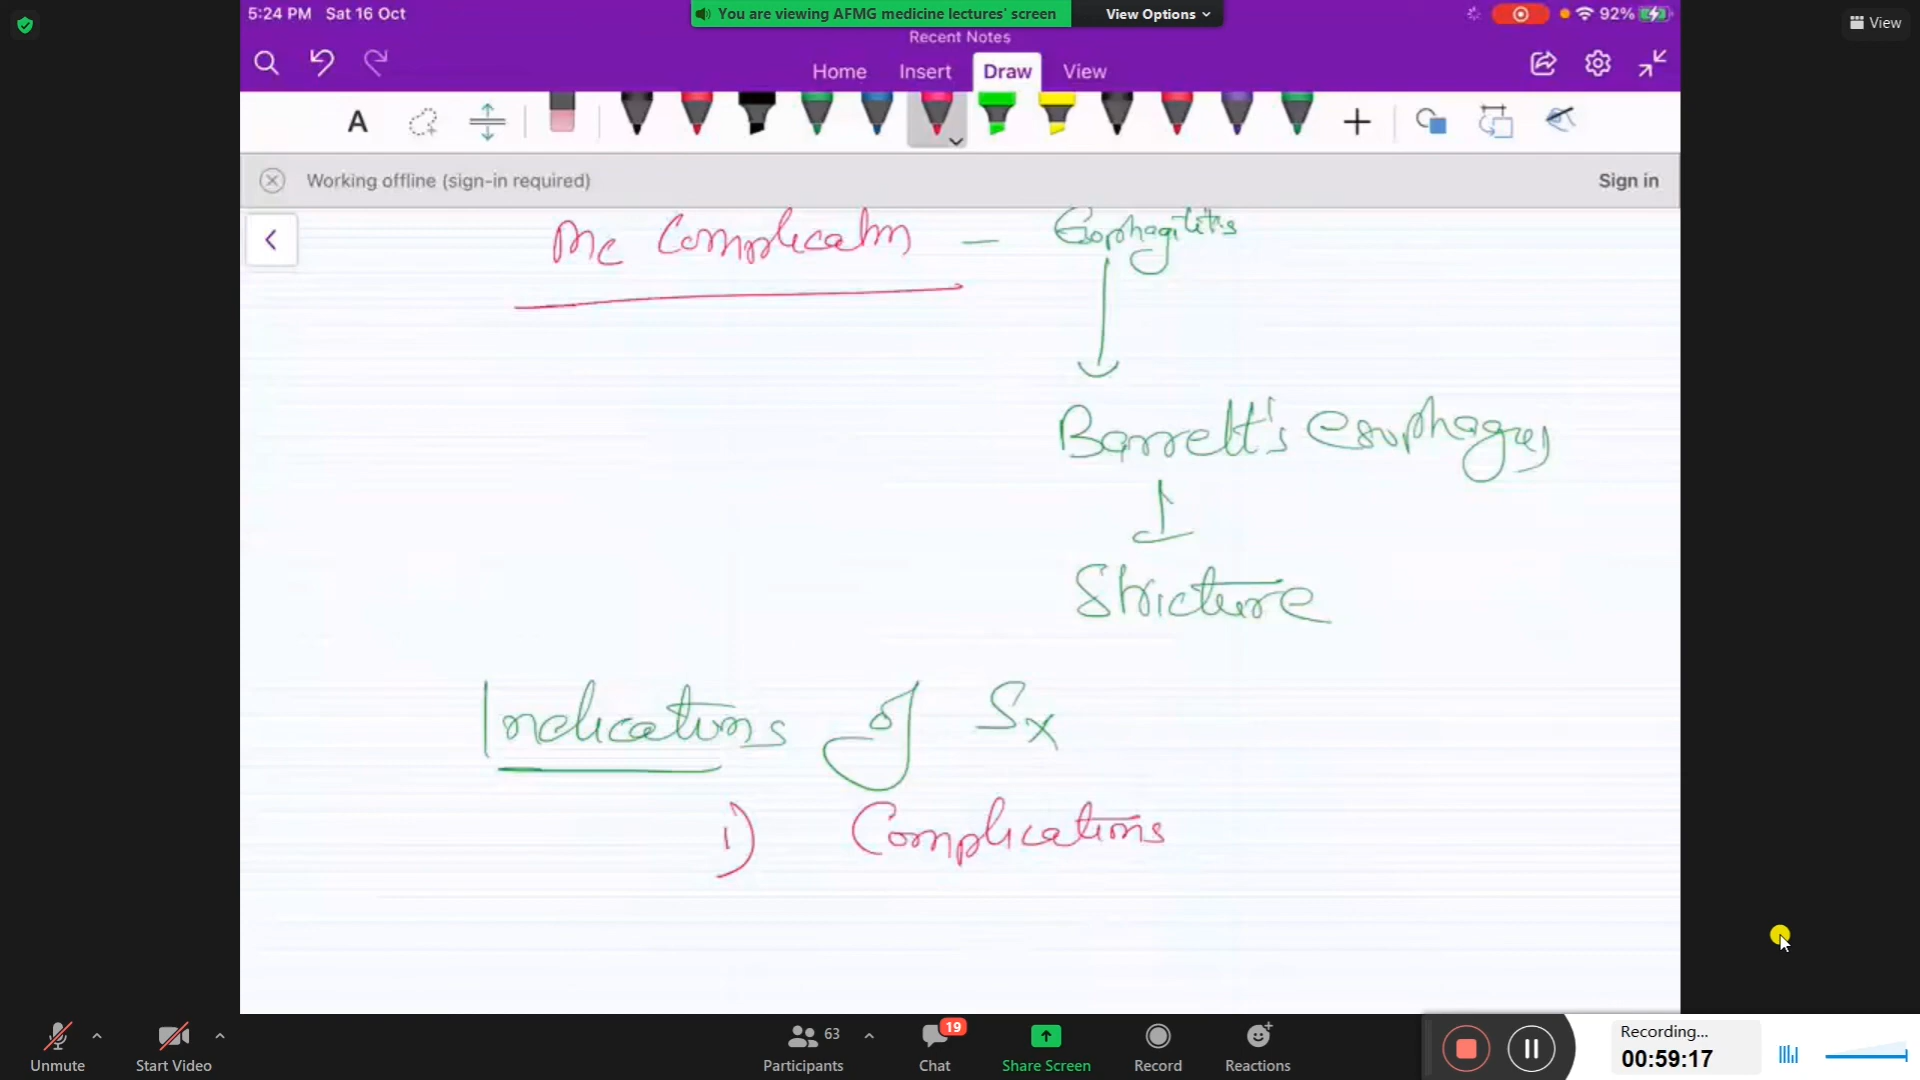 5:24 PM Sat 16 Oct
You are viewing AFMG medicine lectures' screen
View Options
92%
View
Recent Notes
Home Insert Draw View
A
Working offline (sign-in required)
Sign in
Mc Complicatn — Esophagitits
Barrett's esophagus
Stricture
Indications of Sx
1) Complications
Unmute
Start Video
Participants 63
Chat 19
Share Screen
Record
Reactions
Recording...
00:59:17